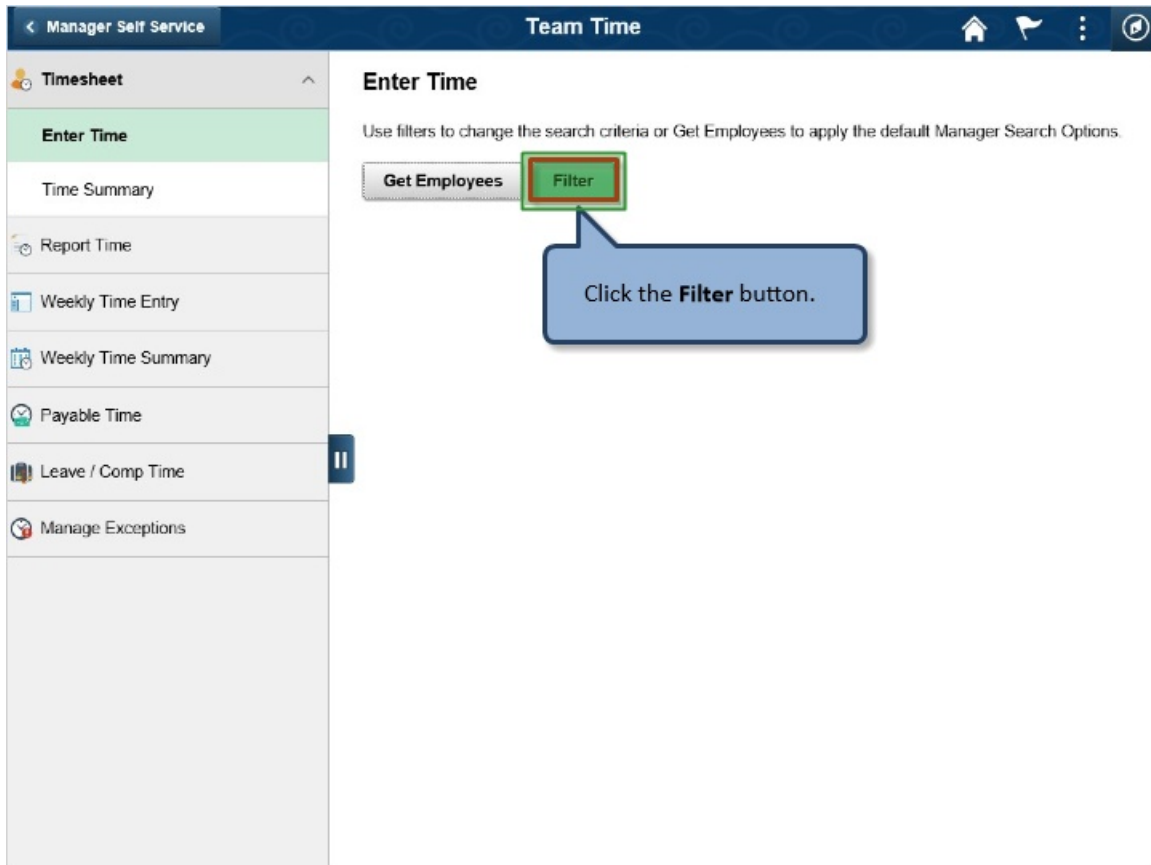 Manager Self Service
Team Time
Timesheet
Enter Time
Time Summary
Report Time
Weekly Time Entry
Weekly Time Summary
Payable Time
Leave / Comp Time
Manage Exceptions
Enter Time
Use filters to change the search criteria or Get Employees to apply the default Manager Search Options.
Get Employees
Filter
Click the Filter button.